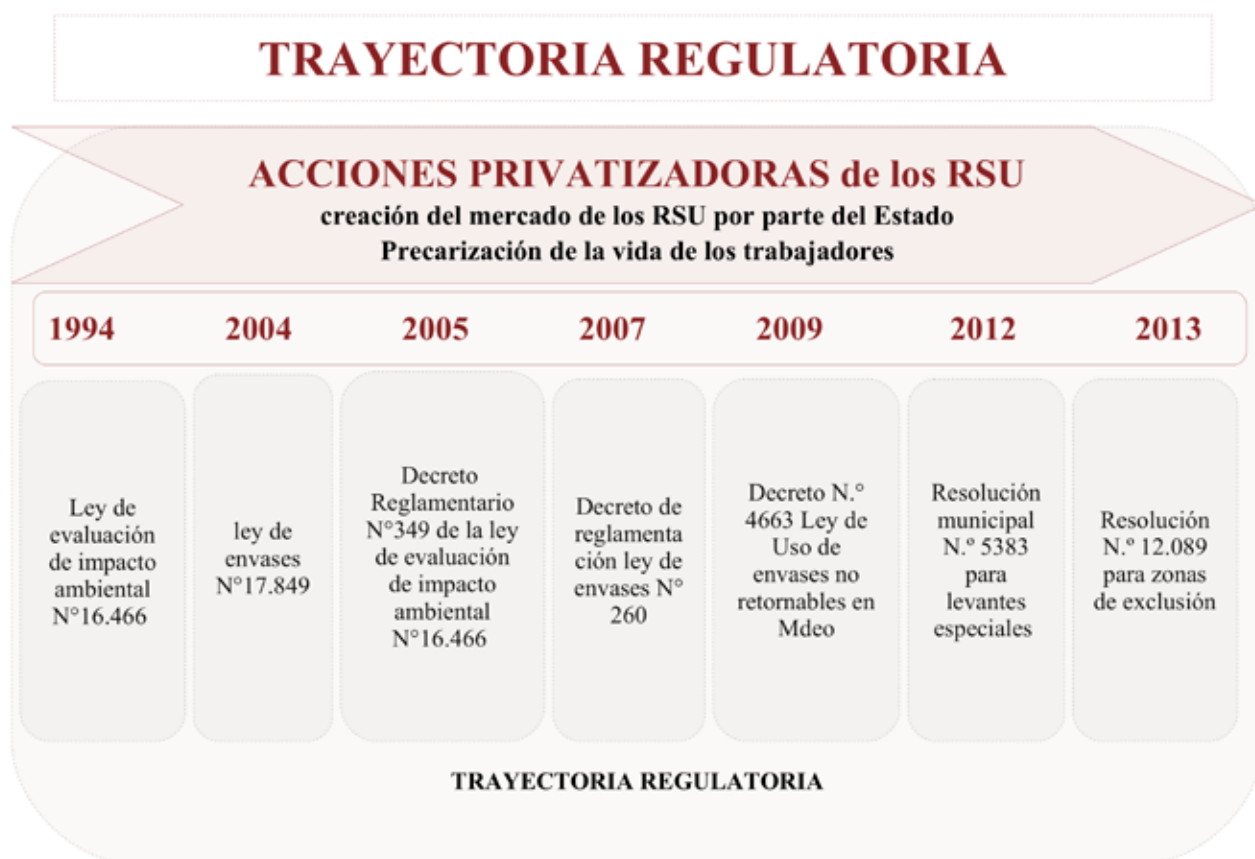 TRAYECTORIA REGULATORIA
ACCIONES PRIVATIZADORAS de los RSU
creación del mercado de los RSU por parte del Estado
Precarización de la vida de los trabajadores
1994
2004
2005
2007
2009
2012
2013
Ley de
evaluación
de impacto
ambiental
N°16.466
ley de
envases
N°17.849
Decreto
Reglamentario
N°349 de la ley
de evaluación
de impacto
ambiental
N°16.466
Decreto de
reglamenta
ción ley de
envases N°
260
Decreto N.°
4663 Ley de
Uso de
envases no
retornables en
Mdeo
Resolución
municipal
N.º 5383
para
levantes
especiales
Resolución
N.º 12.089
para zonas
de exclusión
TRAYECTORIA REGULATORIA